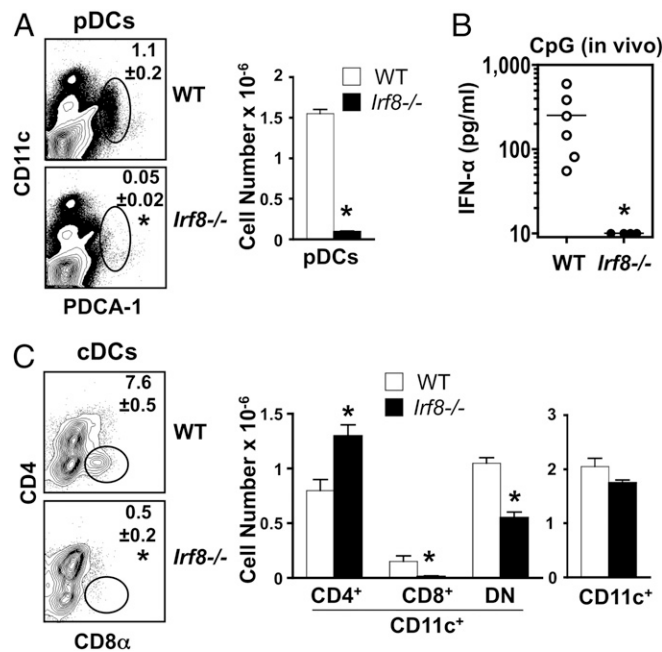 A
pDCs
1.1
±0.2
WT
CD11c
0.05
±0.02
*
Irf8-/-
PDCA-1
Cell Number x 10-6
2
1.5
1
0.5
0
WT
Irf8-/-
*
pDCs
B
CpG (in vivo)
IFN-α (pg/ml)
1,000
100
10
*
WT Irf8-/-
C
cDCs
7.6
±0.5
WT
CD4
0.5
±0.2
*
Irf8-/-
CD8α
WT
Irf8-/-
Cell Number x 10-6
1.5
1.0
0.5
0
*
*
*
CD4+ CD8+ DN
CD11c+
3
2
1
0
CD11c+